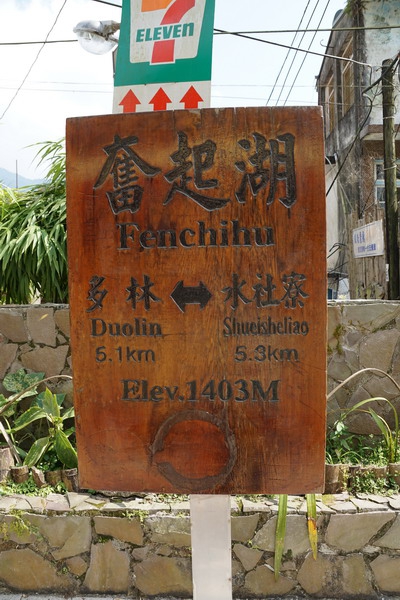 7
ELEVEN
奮起湖
Fenchihu
多林 水社寮
Duolin Shueisheliao
5.1km 5.3km
Elev.1403M